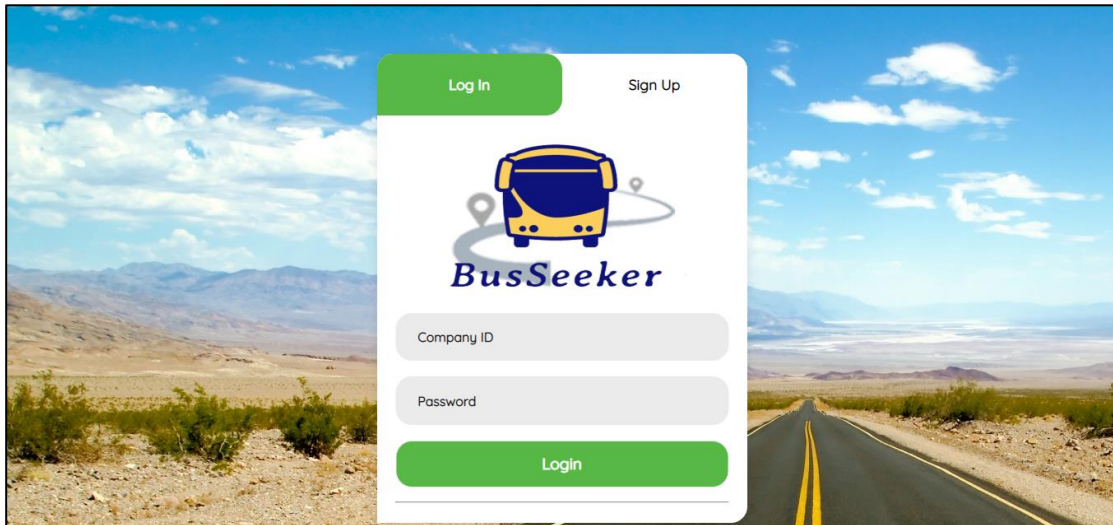 Log In
Sign Up
BusSeeker
Company ID
Password
Login